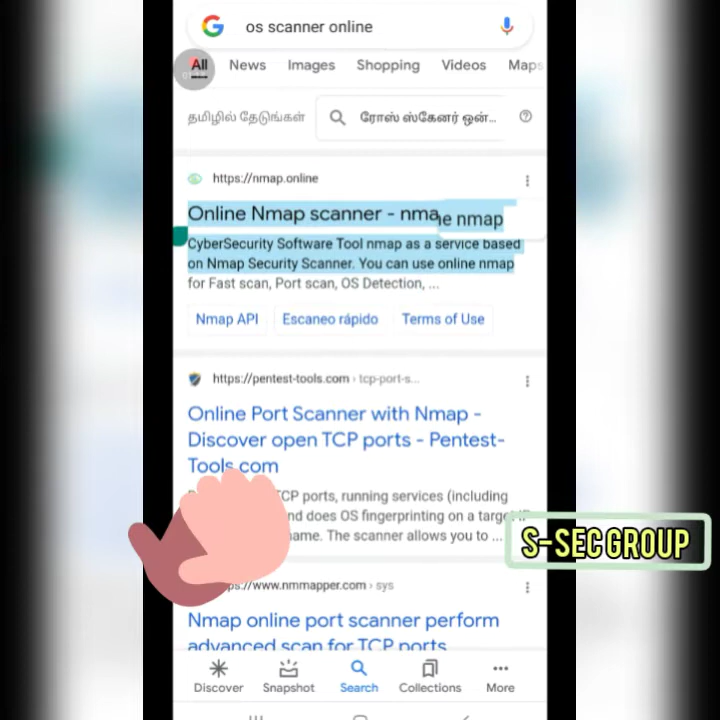 os scanner online
All News Images Shopping Videos Maps
தமிழில் தேடுங்கள் ரோஸ் ஸ்கேனர் ஒன்...
https://nmap.online
Online Nmap scanner - nma
e nmap
CyberSecurity Software Tool nmap as a service based
on Nmap Security Scanner. You can use online nmap
for Fast scan, Port scan, OS Detection, ...
Nmap API Escaneo rápido Terms of Use
https://pentest-tools.com › tcp-port-s...
Online Port Scanner with Nmap -
Discover open TCP ports - Pentest-
Tools.com
TCP ports, running services (including
and does OS fingerprinting on a target
name. The scanner allows you to ...
S-SEC GROUP
://www.nmmapper.com › sys
Nmap online port scanner perform
advanced scan for TCP ports
Discover Snapshot Search Collections More